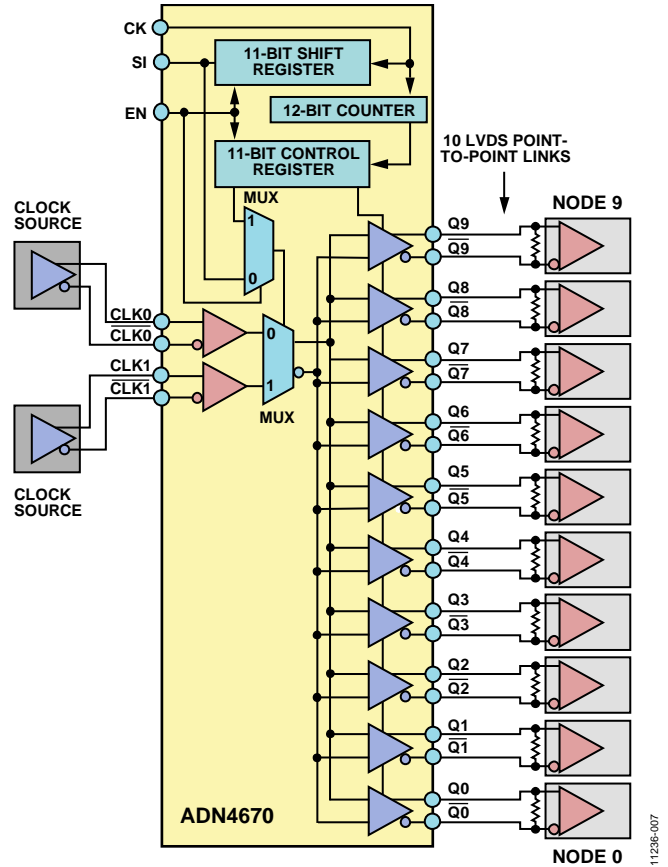 CK
SI
EN
11-BIT SHIFT
REGISTER
12-BIT COUNTER
11-BIT CONTROL
REGISTER
MUX
1
0
10 LVDS POINT-
TO-POINT LINKS
CLOCK
SOURCE
CLK0
CLK0
CLK1
CLK1
CLOCK
SOURCE
0
1
MUX
NODE 9
Q9
Q9
Q8
Q8
Q7
Q7
Q6
Q6
Q5
Q5
Q4
Q4
Q3
Q3
Q2
Q2
Q1
Q1
Q0
Q0
ADN4670
NODE 0
11236-007